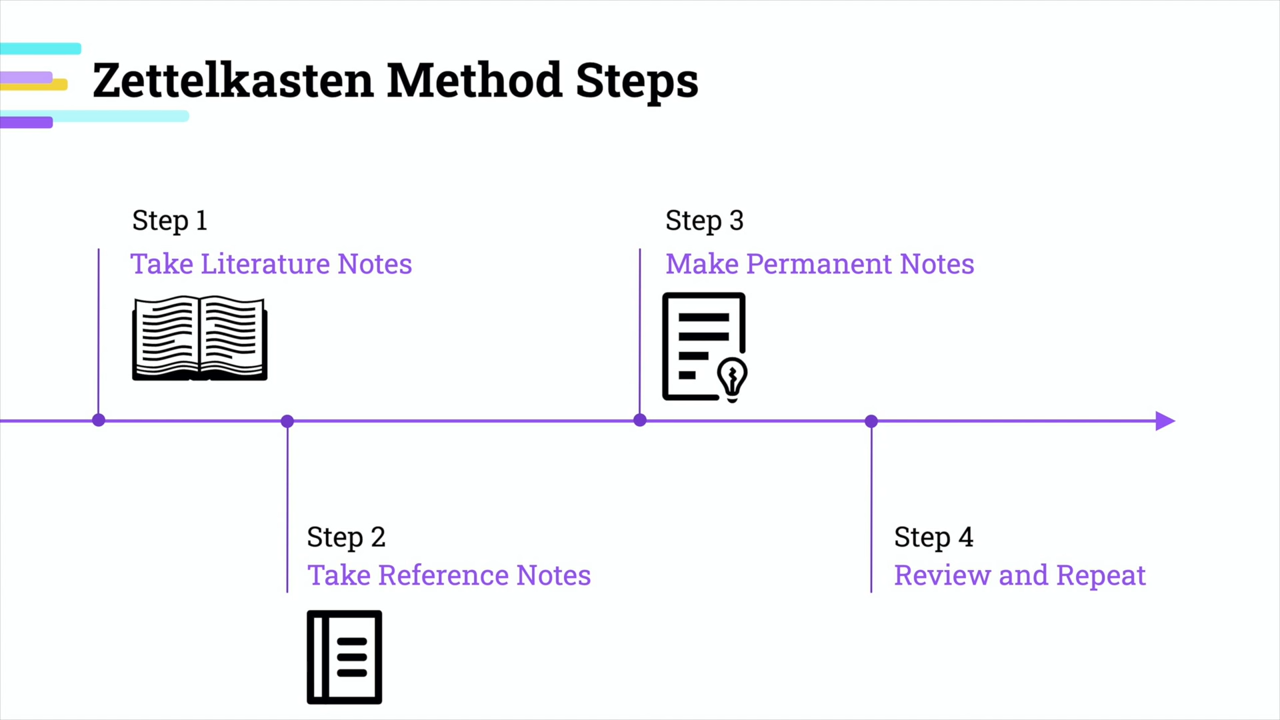 Zettelkasten Method Steps
Step 1
Take Literature Notes
Step 2
Take Reference Notes
Step 3
Make Permanent Notes
Step 4
Review and Repeat